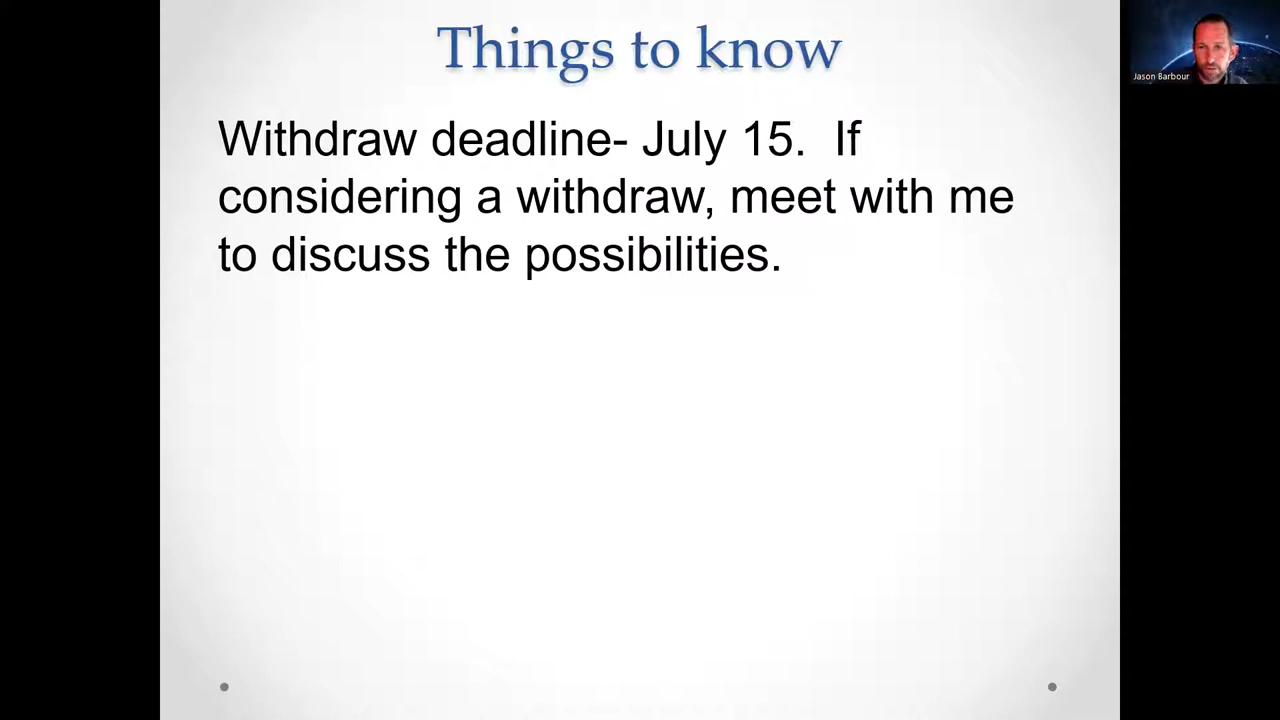 Things to know
Jason Barbour
Withdraw deadline- July 15.  If
considering a withdraw, meet with me
to discuss the possibilities.